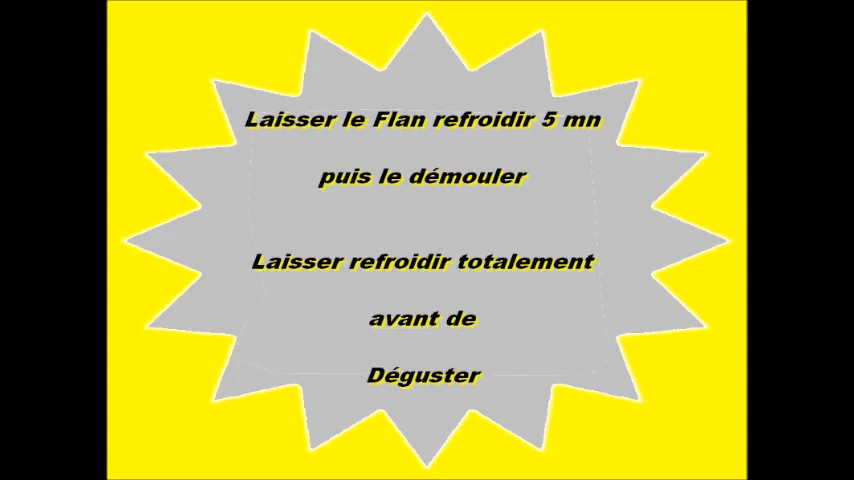 Laisser le Flan refroidir 5 mn
puis le démouler
Laisser refroidir totalement
avant de
Déguster